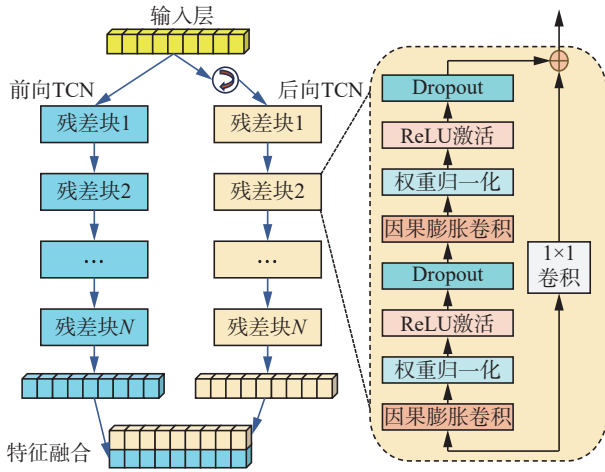 输入层
前向TCN
后向TCN
残差块1
残差块2
…
残差块N
残差块1
残差块2
…
残差块N
特征融合
Dropout
ReLU激活
权重归一化
因果膨胀卷积
Dropout
ReLU激活
权重归一化
因果膨胀卷积
1×1
卷积